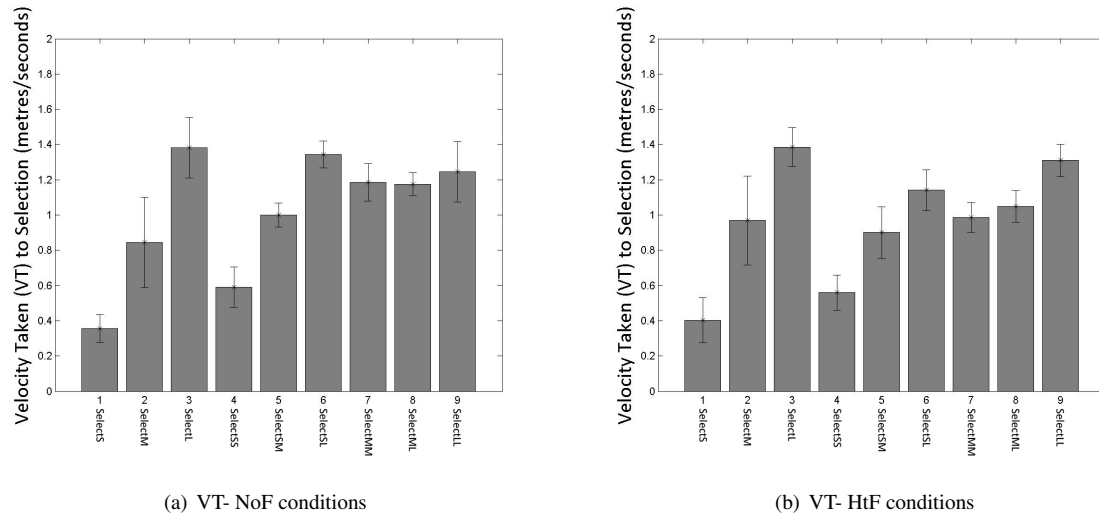 Velocity Taken (VT) to Selection (metres/seconds)
2
1.8
1.6
1.4
1.2
1
0.8
0.6
0.4
0.2
0
1 2 3 4 5 6 7 8 9
SelectS
SelectM
SelectL
SelectSS
SelectSM
SelectSL
SelectMM
SelectML
SelectLL
(a) VT- NoF conditions
Velocity Taken (VT) to Selection (metres/seconds)
2
1.8
1.6
1.4
1.2
1
0.8
0.6
0.4
0.2
0
1 2 3 4 5 6 7 8 9
SelectS
SelectM
SelectL
SelectSS
SelectSM
SelectSL
SelectMM
SelectML
SelectLL
(b) VT- HtF conditions